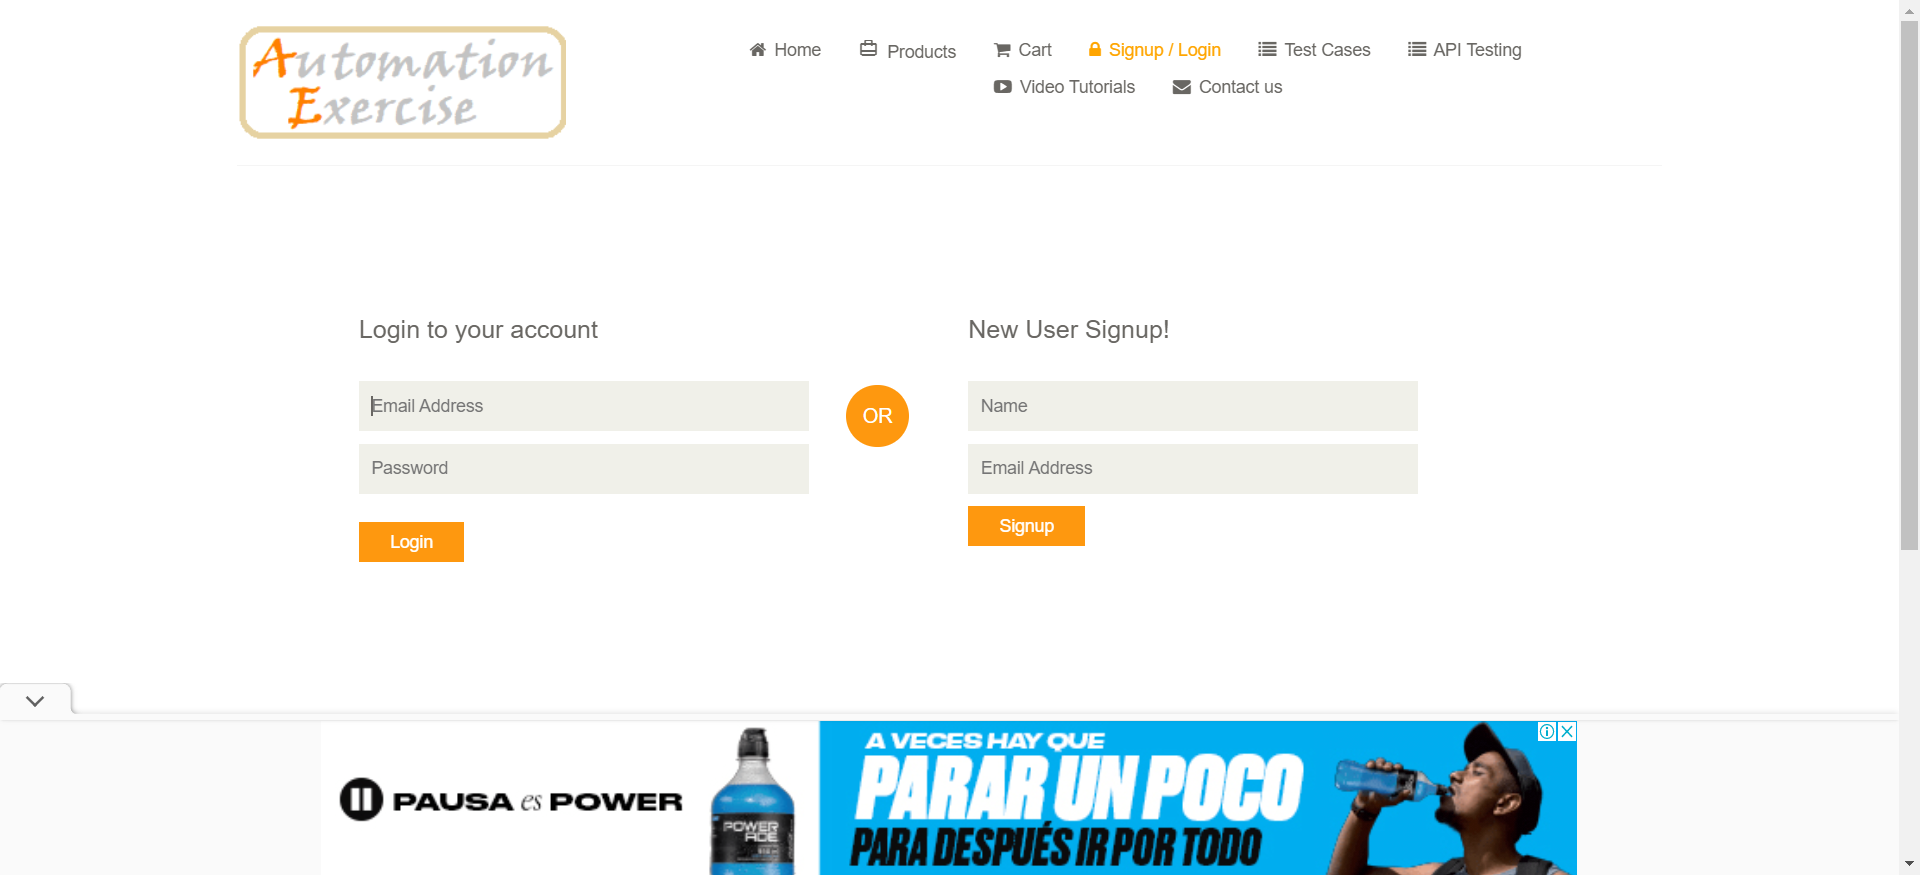 Automation
Exercise
Home
Products
Cart
Signup / Login
Test Cases
API Testing
Video Tutorials
Contact us
Login to your account
Email Address
Password
Login
OR
New User Signup!
Name
Email Address
Signup
PAUSA es POWER
POWER
ADE
A VECES HAY QUE
PARAR UN POCO
PARA DESPUÉS IR POR TODO